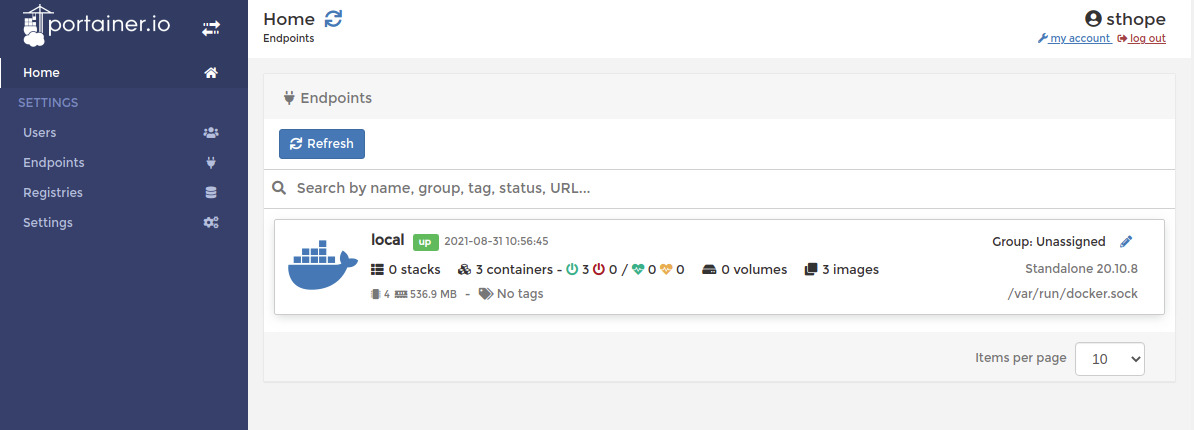 portainer.io
Home
SETTINGS
Users
Endpoints
Registries
Settings
Home
Endpoints
sthope
my account log out
Endpoints
Refresh
Search by name, group, tag, status, URL...
local up 2021-08-31 10:56:45
Group: Unassigned
0 stacks 3 containers - 3 0 / 0 0 0 volumes 3 images
Standalone 20.10.8
4 536.9 MB - No tags
/var/run/docker.sock
Items per page 10